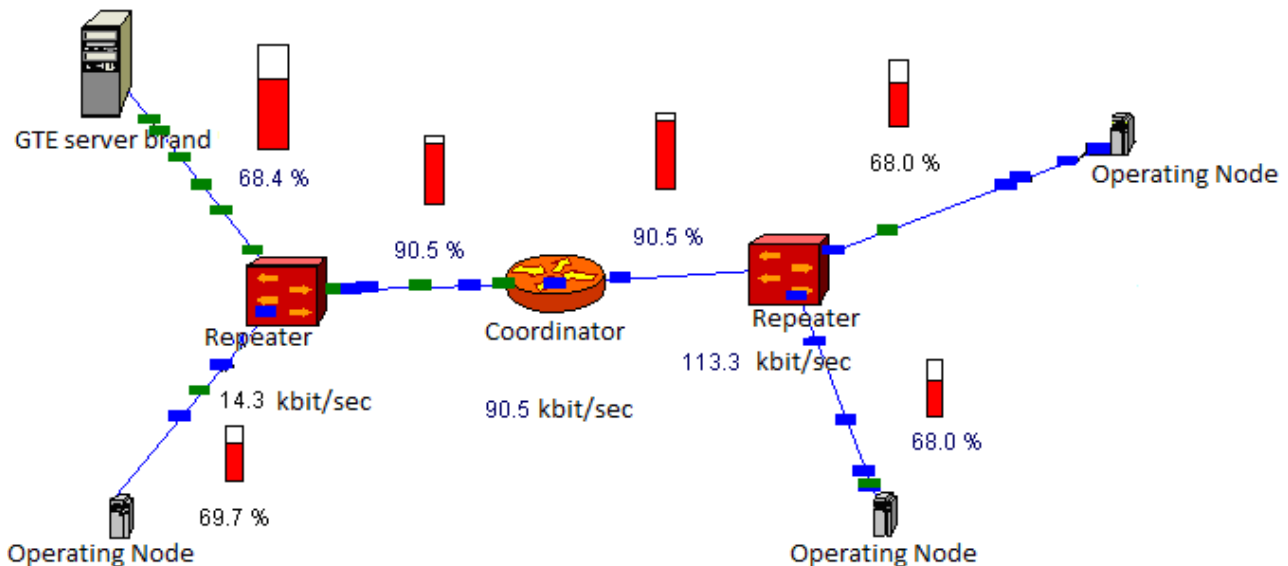 GTE server brand
68.4 %
90.5 %
90.5 %
68.0 %
Operating Node
Repeater
Coordinator
Repeater
14.3 kbit/sec
90.5 kbit/sec
113.3 kbit/sec
69.7 %
68.0 %
Operating Node
Operating Node